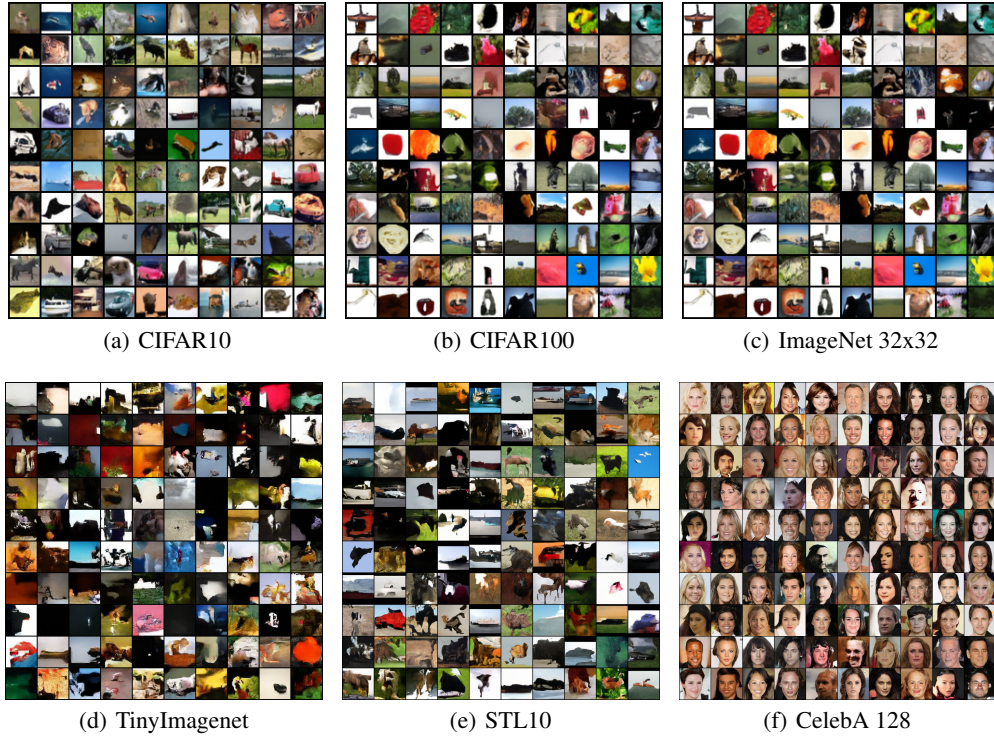 (a) CIFAR10
(b) CIFAR100
(c) ImageNet 32x32
(d) TinyImagenet
(e) STL10
(f) CelebA 128